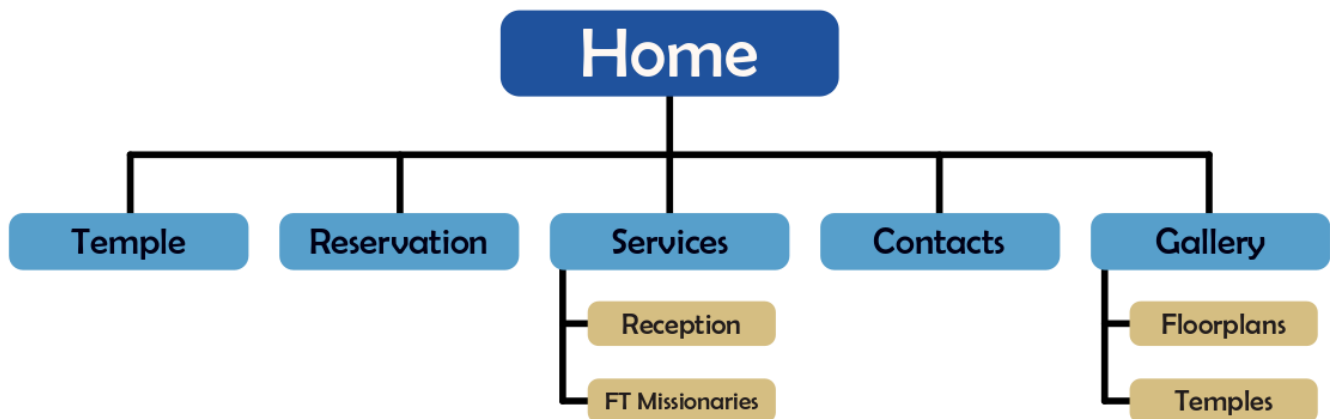 Home
Temple
Reservation
Services
Contacts
Gallery
Reception
Floorplans
FT Missionaries
Temples